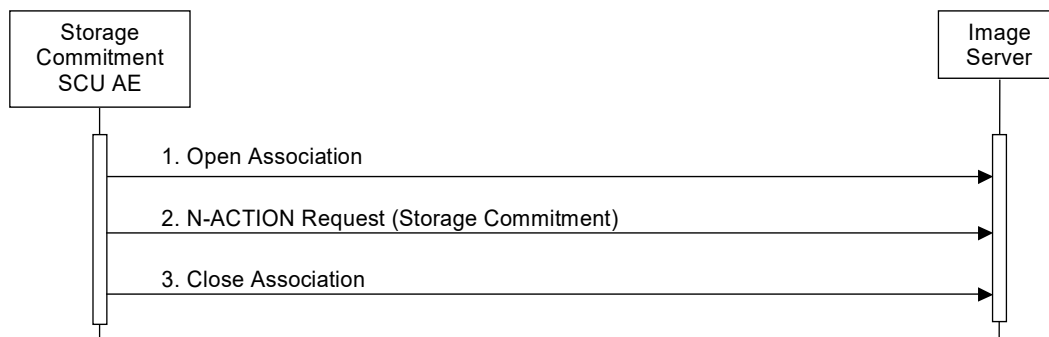 Storage
Commitment
SCU AE
Image
Server
1. Open Association
2. N-ACTION Request (Storage Commitment)
3. Close Association